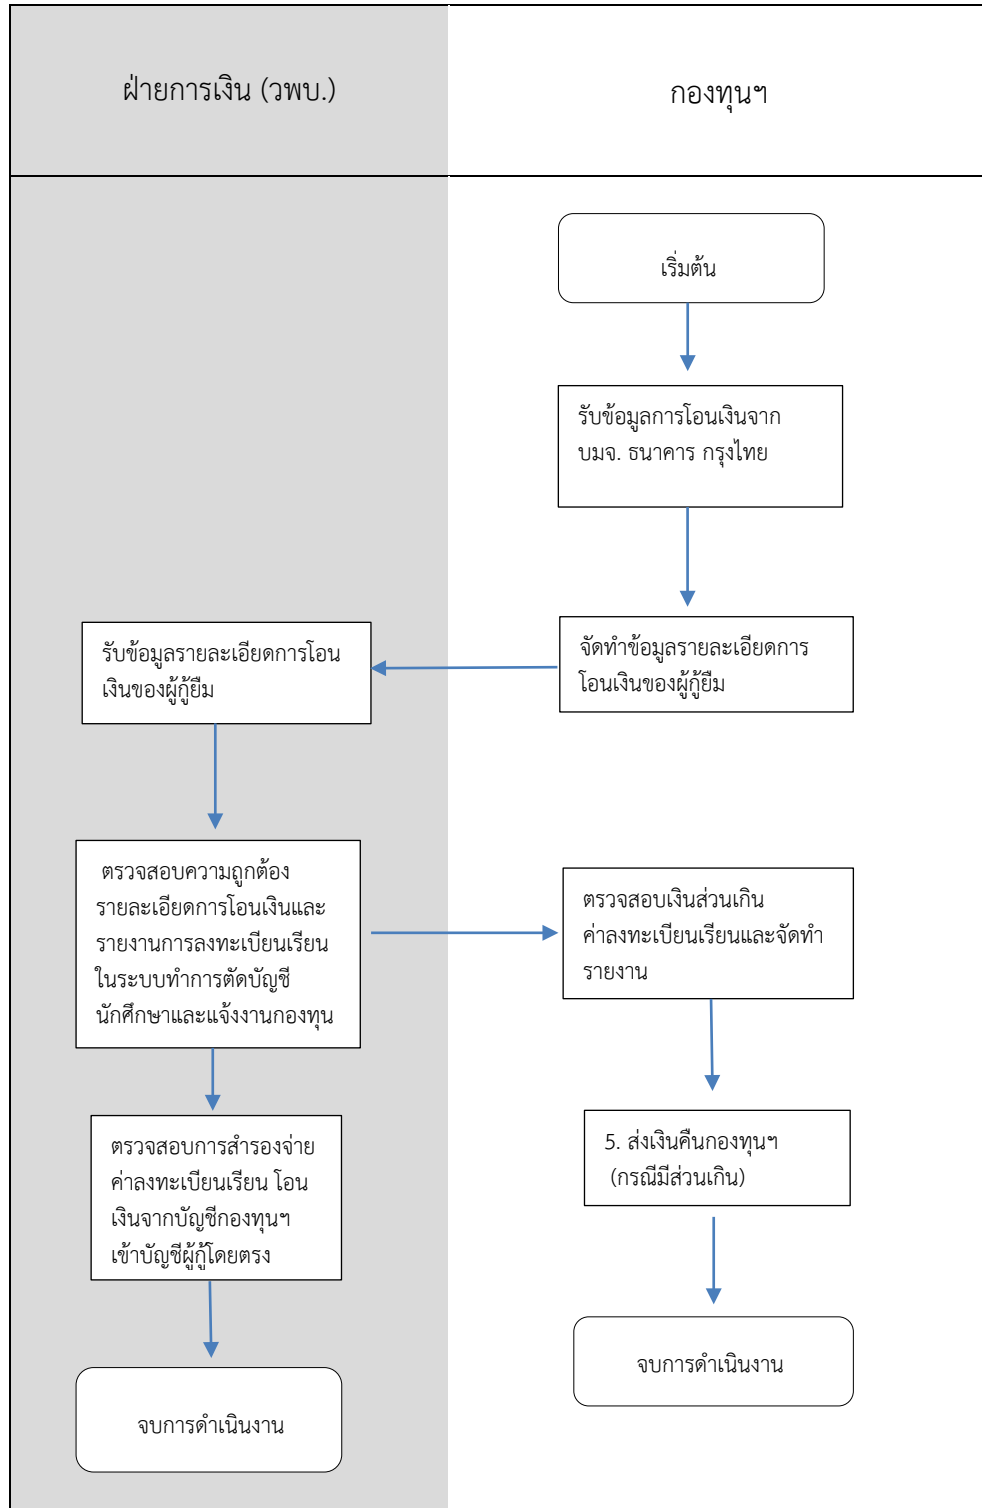 ฝ่ายการเงิน (วพบ.)
กองทุนฯ
เริ่มต้น
รับข้อมูลการโอนเงินจาก
บมจ. ธนาคาร กรุงไทย
จัดทำข้อมูลรายละเอียดการ
โอนเงินของผู้กู้ยืม
รับข้อมูลรายละเอียดการโอน
เงินของผู้กู้ยืม
ตรวจสอบความถูกต้อง
รายละเอียดการโอนเงินและ
รายงานการลงทะเบียนเรียน
ในระบบทำการตัดบัญชี
นักศึกษาและแจ้งงานกองทุน
ตรวจสอบเงินส่วนเกิน
ค่าลงทะเบียนเรียนและจัดทำ
รายงาน
ตรวจสอบการสำรองจ่าย
ค่าลงทะเบียนเรียน โอน
เงินจากบัญชีกองทุนฯ
เข้าบัญชีผู้กู้โดยตรง
5. ส่งเงินคืนกองทุนฯ
(กรณีมีส่วนเกิน)
จบการดำเนินงาน
จบการดำเนินงาน